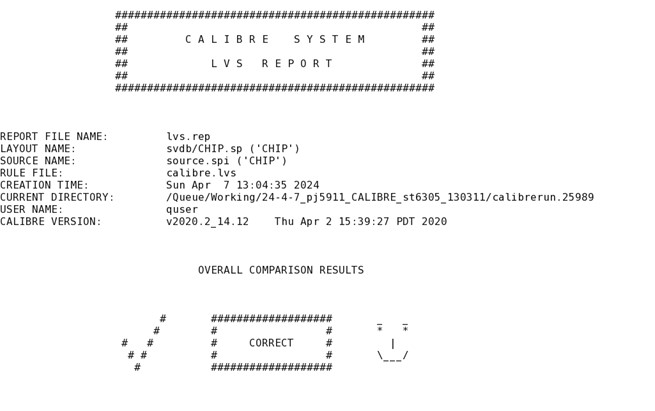 ##################################################
##                                              ##
##         C A L I B R E    S Y S T E M         ##
##                                              ##
##             L V S   R E P O R T              ##
##                                              ##
##################################################
REPORT FILE NAME:         lvs.rep
LAYOUT NAME:              svdb/CHIP.sp ('CHIP')
SOURCE NAME:              source.spi ('CHIP')
RULE FILE:                calibre.lvs
CREATION TIME:            Sun Apr  7 13:04:35 2024
CURRENT DIRECTORY:        /Queue/Working/24-4-7_pj5911_CALIBRE_st6305_130311/calibrerun.25989
USER NAME:                quser
CALIBRE VERSION:          v2020.2_14.12    Thu Apr 2 15:39:27 PDT 2020
OVERALL COMPARISON RESULTS
      #       ###################       _   _
     #        #                 #       *   *
#   #         #     CORRECT     #         |
 # #          #                 #       \___/
  #           ###################